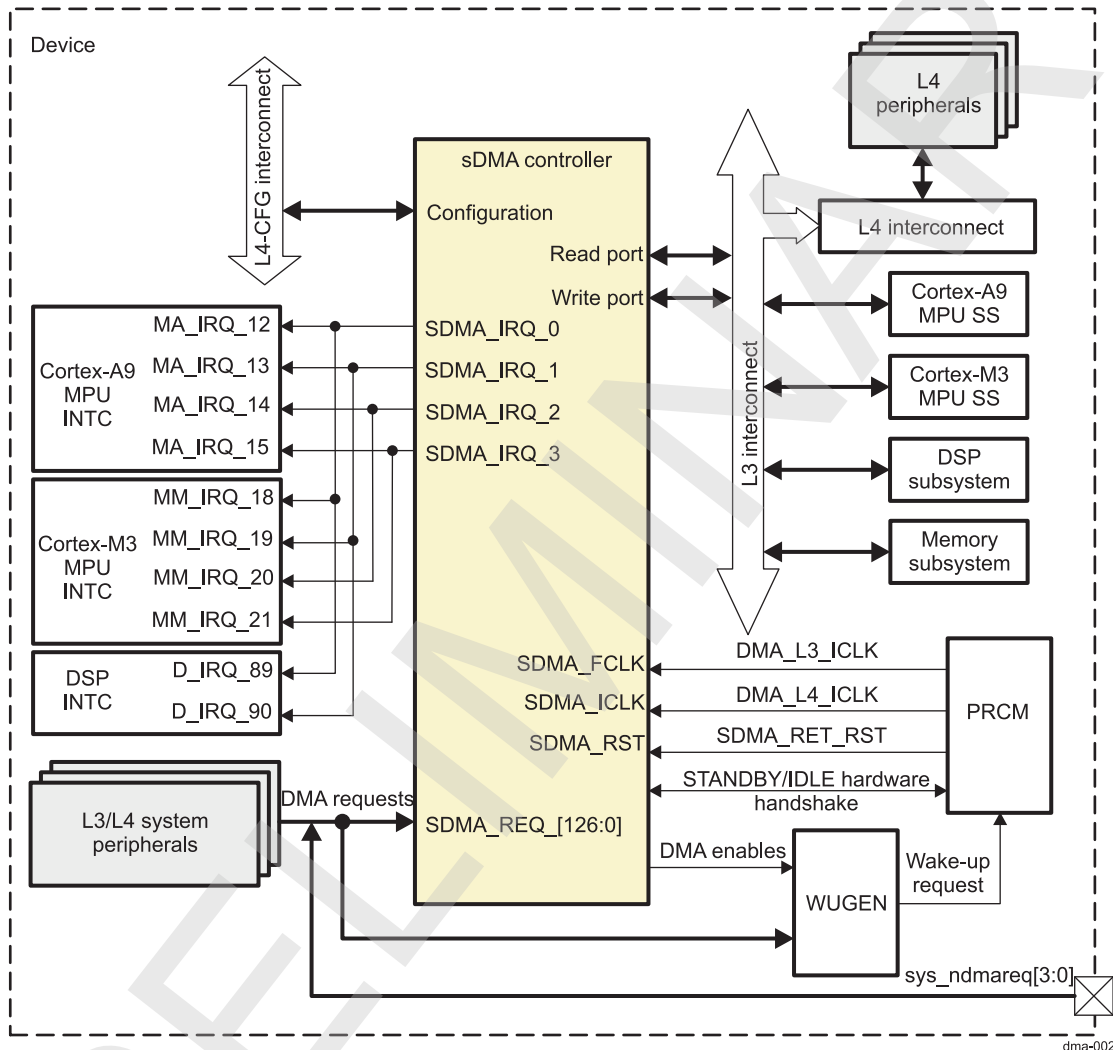 Device
L4
peripherals
L4-CFG interconnect
sDMA controller
Configuration
Read port
Write port
L3 interconnect
L4 interconnect
Cortex-A9
MPU SS
Cortex-M3
MPU SS
DSP
subsystem
Memory
subsystem
Cortex-A9
MPU
INTC
MA_IRQ_12
MA_IRQ_13
MA_IRQ_14
MA_IRQ_15
SDMA_IRQ_0
SDMA_IRQ_1
SDMA_IRQ_2
SDMA_IRQ_3
Cortex-M3
MPU
INTC
MM_IRQ_18
MM_IRQ_19
MM_IRQ_20
MM_IRQ_21
DSP
INTC
D_IRQ_89
D_IRQ_90
SDMA_FCLK
SDMA_ICLK
SDMA_RST
DMA_L3_ICLK
DMA_L4_ICLK
SDMA_RET_RST
STANDBY/IDLE hardware
handshake
PRCM
L3/L4 system
peripherals
DMA requests
SDMA_REQ_[126:0]
DMA enables
WUGEN
Wake-up
request
sys_ndmareq[3:0]
dma-002